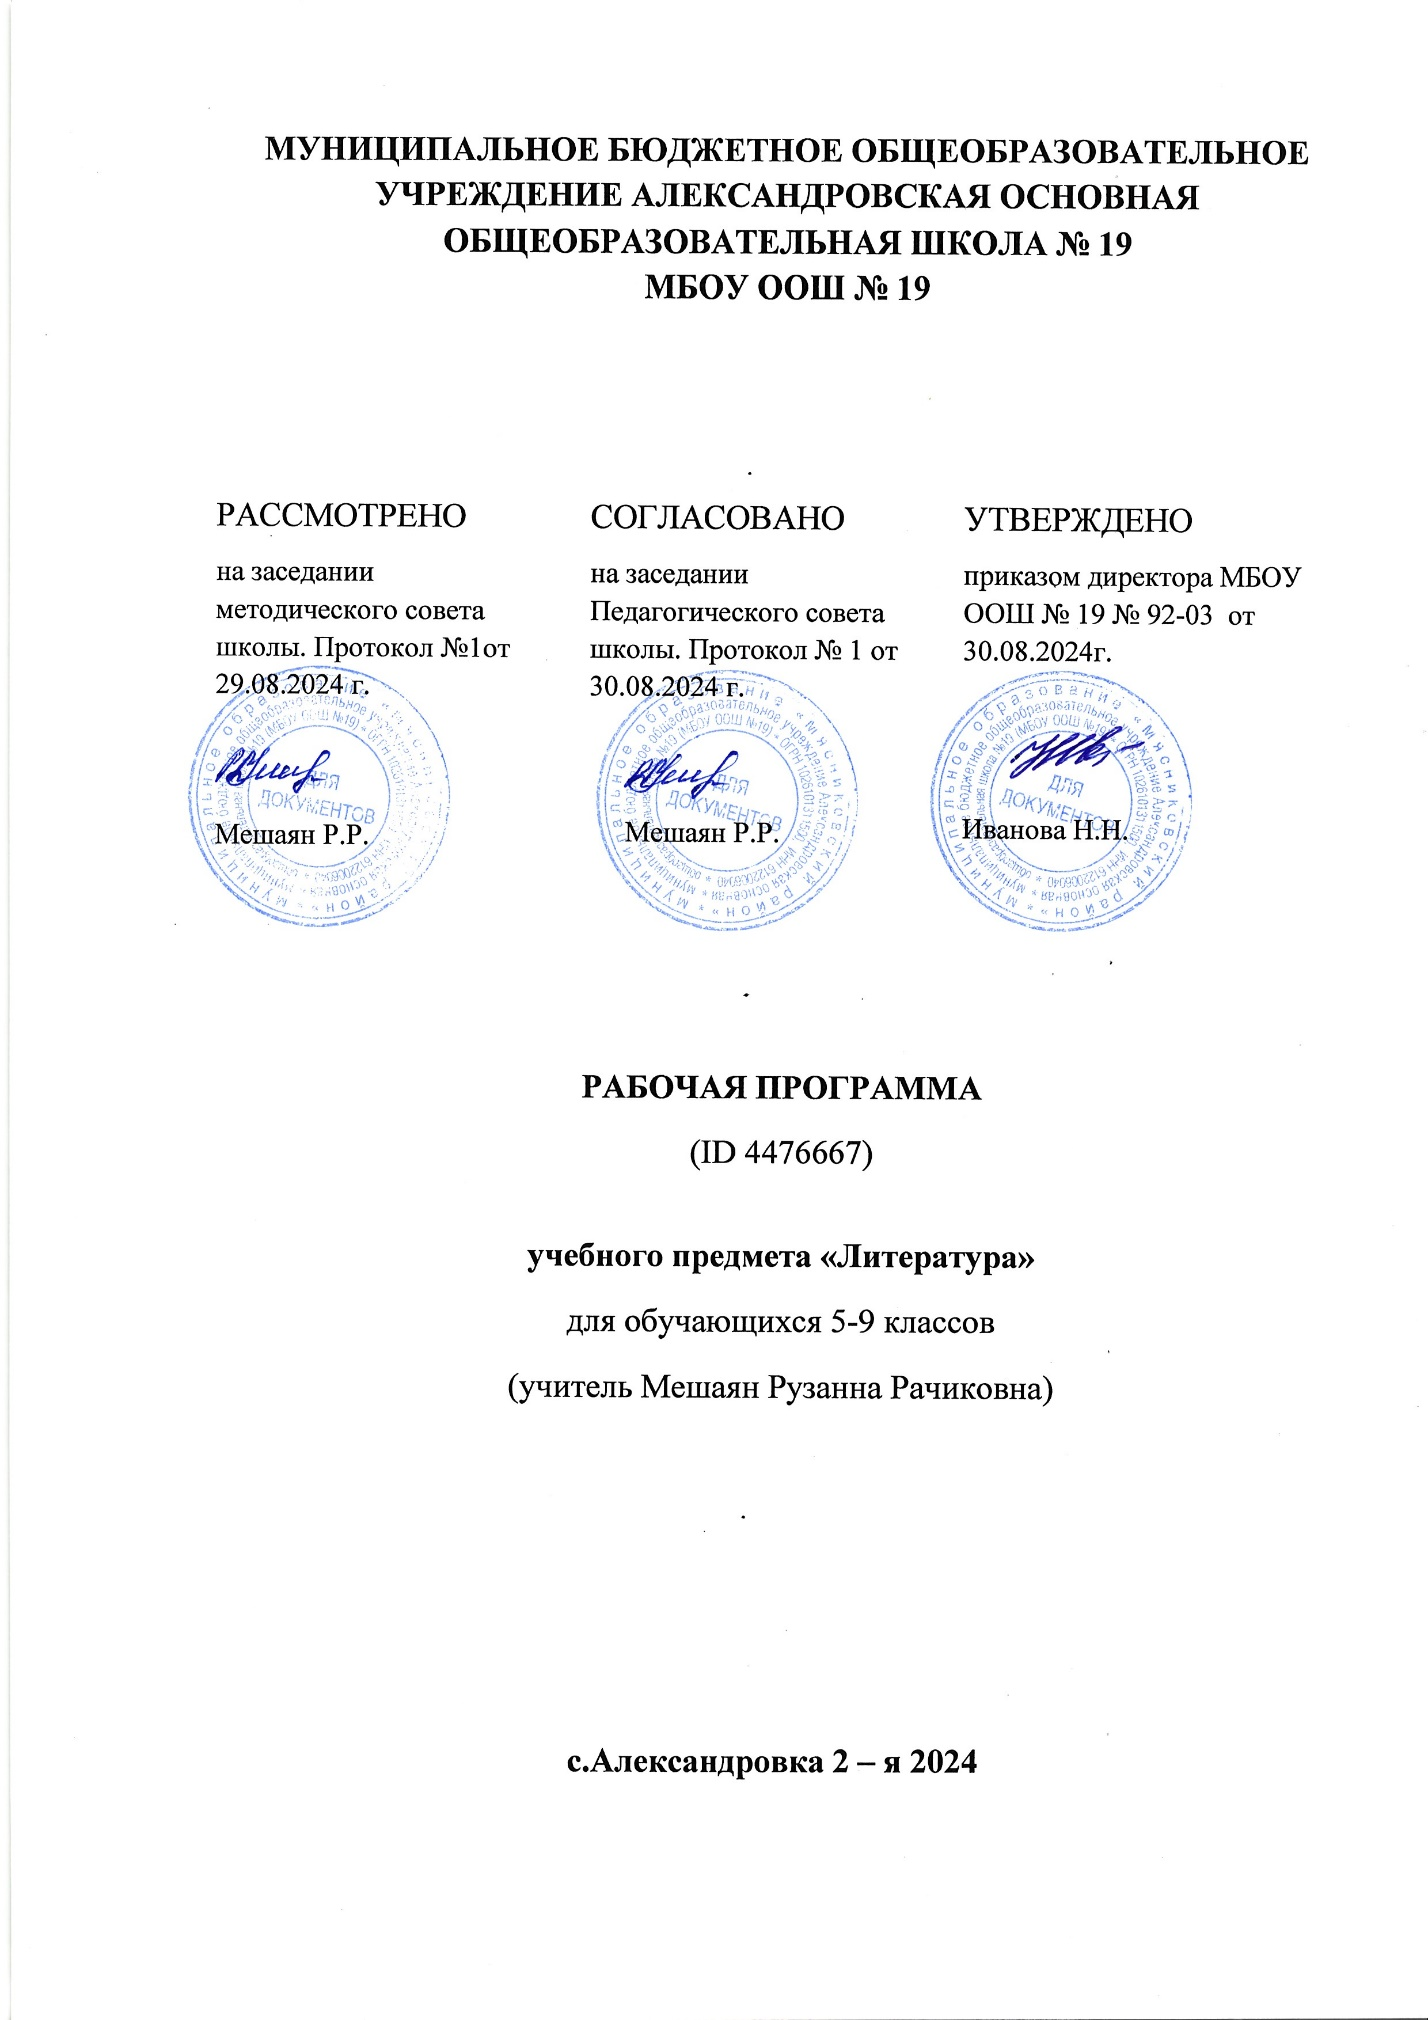 МУНИЦИПАЛЬНОЕ БЮДЖЕТНОЕ ОБЩЕОБРАЗОВАТЕЛЬНОЕ
УЧРЕЖДЕНИЕ АЛЕКСАНДРОВСКАЯ ОСНОВНАЯ
ОБЩЕОБРАЗОВАТЕЛЬНАЯ ШКОЛА № 19
МБОУ ООШ № 19
РАССМОТРЕНО
на заседании
методического совета
школы. Протокол №1от
29.08.2024 г.
ДЛЯ
ДОКУМЕНТОВ
Мешаян Р.Р.
СОГЛАСОВАНО
на заседании
Педагогического совета
школы. Протокол № 1 от
30.08.2024 г.
ДЛЯ
ДОКУМЕНТОВ
Мешаян Р.Р.
УТВЕРЖДЕНО
приказом директора МБОУ
ООШ № 19 № 92-03 от
30.08.2024г.
ДЛЯ
ДОКУМЕНТОВ
Иванова Н.Н.
РАБОЧАЯ ПРОГРАММА
(ID 4476667)
учебного предмета «Литература»
для обучающихся 5-9 классов
(учитель Мешаян Рузанна Рачиковна)
с.Александровка 2 – я 2024